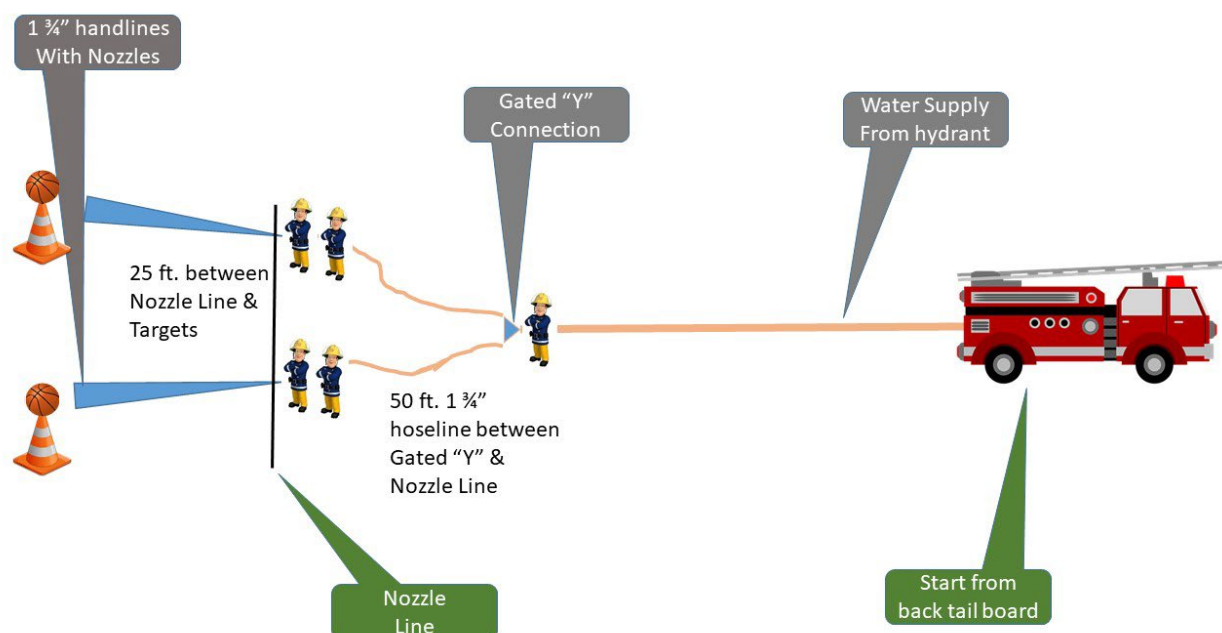 1 ¾” handlines
With Nozzles
Gated “Y”
Connection
Water Supply
From hydrant
25 ft. between
Nozzle Line &
Targets
50 ft. 1 ¾”
hoseline between
Gated “Y” &
Nozzle Line
Nozzle
Line
Start from
back tail board